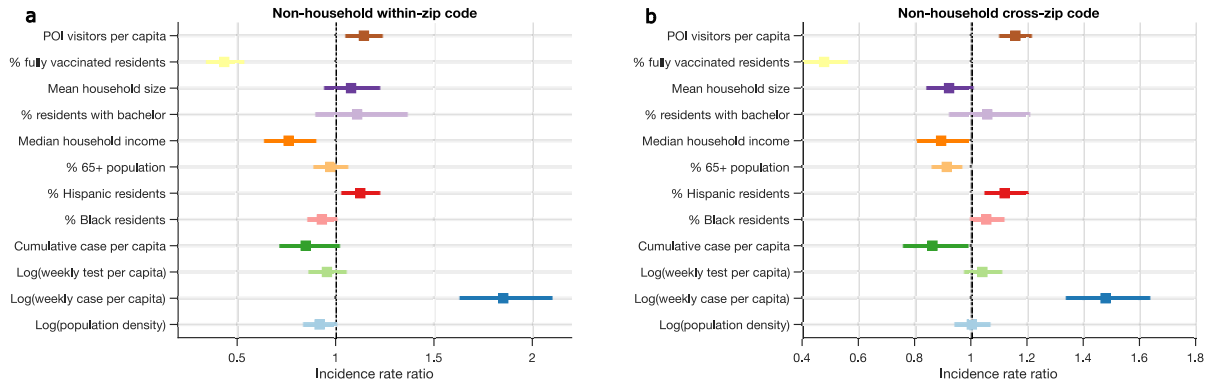 a
Non-household within-zip code
POI visitors per capita
% fully vaccinated residents
Mean household size
% residents with bachelor
Median household income
% 65+ population
% Hispanic residents
% Black residents
Cumulative case per capita
Log(weekly test per capita)
Log(weekly case per capita)
Log(population density)
0.5 1 1.5 2
Incidence rate ratio
b
Non-household cross-zip code
POI visitors per capita
% fully vaccinated residents
Mean household size
% residents with bachelor
Median household income
% 65+ population
% Hispanic residents
% Black residents
Cumulative case per capita
Log(weekly test per capita)
Log(weekly case per capita)
Log(population density)
0.4 0.6 0.8 1 1.2 1.4 1.6 1.8
Incidence rate ratio